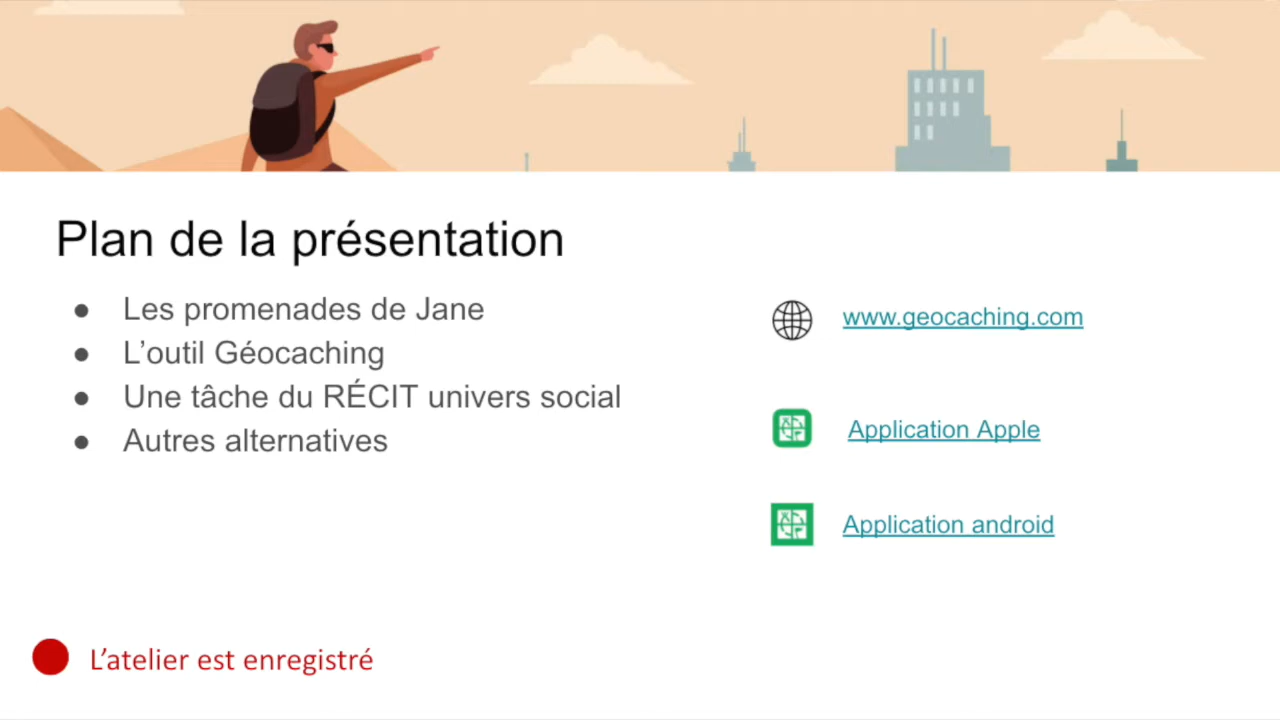 Plan de la présentation
● Les promenades de Jane
● L’outil Géocaching
● Une tâche du RÉCIT univers social
● Autres alternatives
www.geocaching.com
Application Apple
Application android
L’atelier est enregistré